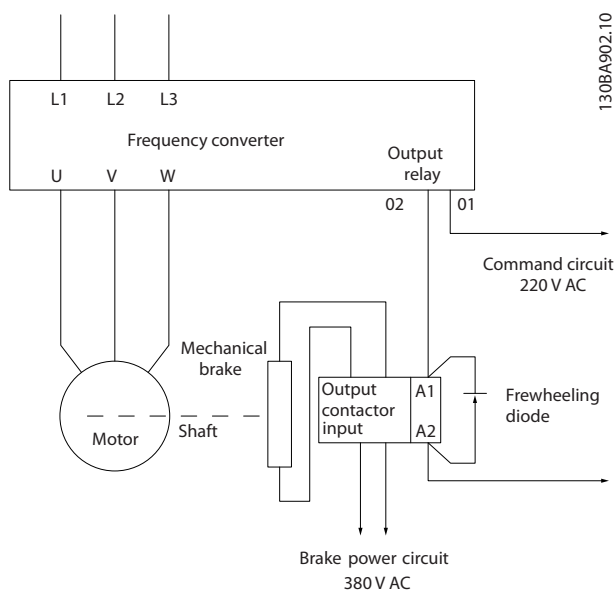 130BA902.10
L1 L2 L3
Frequency converter
U V W
Output
relay
02 01
Command circuit
220 V AC
Mechanical
brake
Output
contactor
input
A1
A2
Frewheeling
diode
Motor
Shaft
Brake power circuit
380 V AC